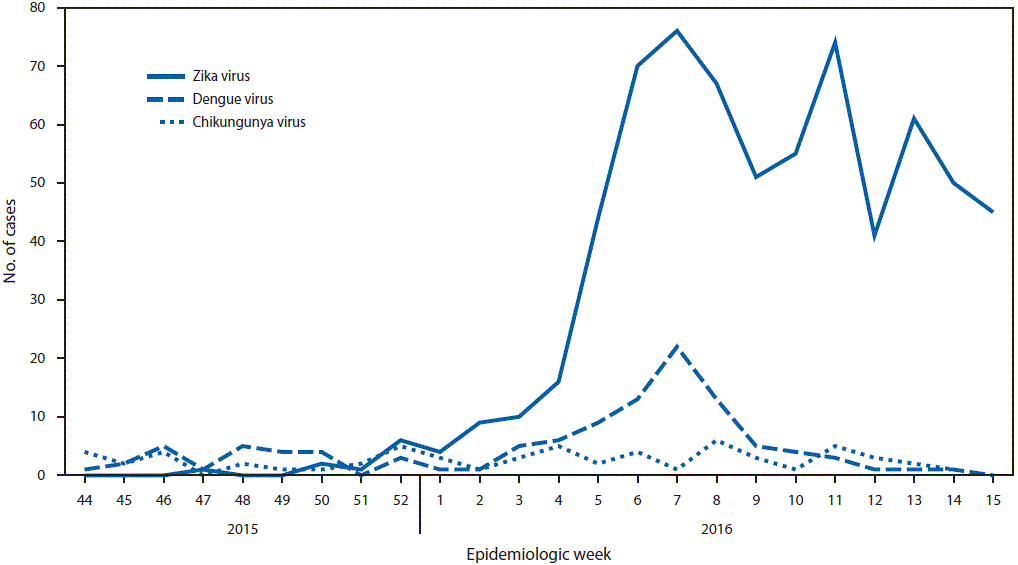 80
70
60
50
40
30
20
10
0
No. of cases
Zika virus
Dengue virus
Chikungunya virus
44 45 46 47 48 49 50 51 52 1 2 3 4 5 6 7 8 9 10 11 12 13 14 15
2015 2016
Epidemiologic week